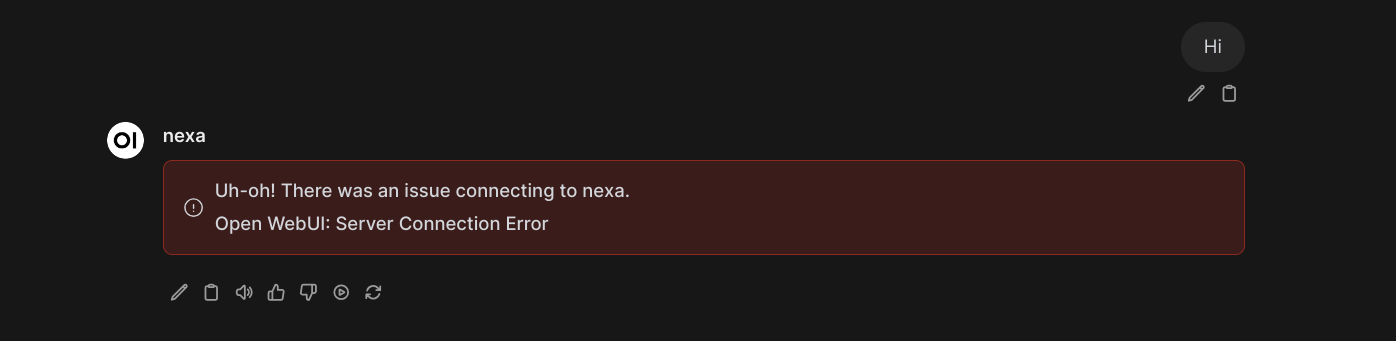 Hi
OI
nexa
Uh-oh! There was an issue connecting to nexa.
Open WebUI: Server Connection Error